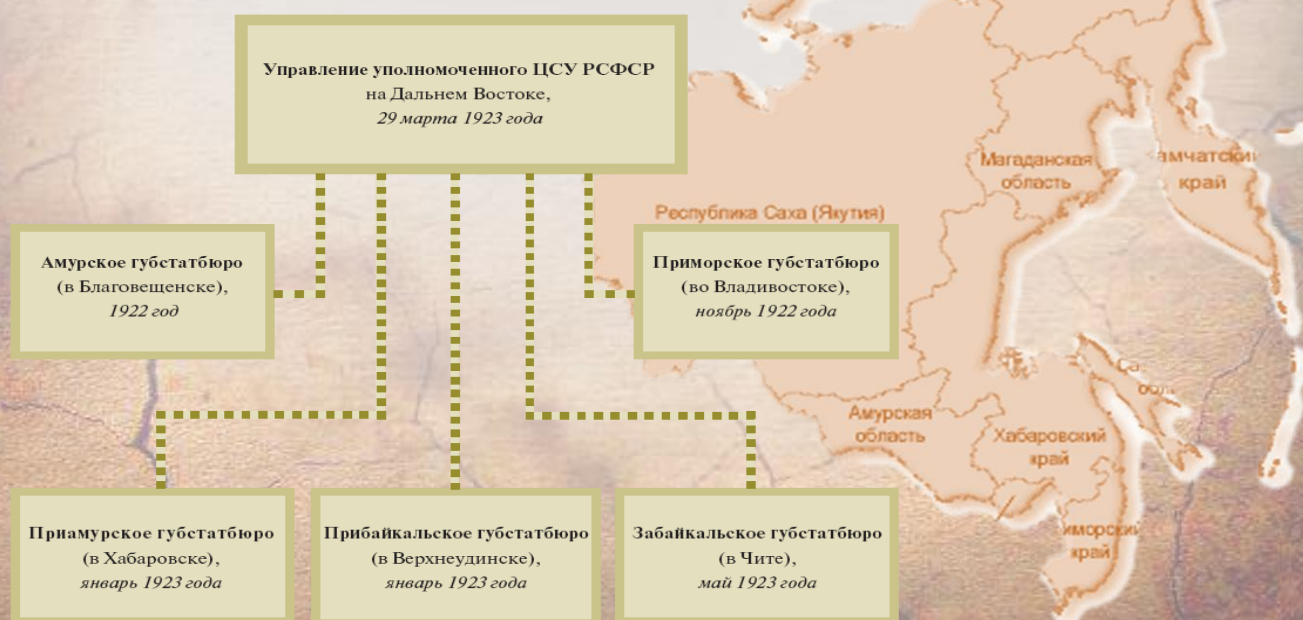 Управление уполномоченного ЦСУ РСФСР
на Дальнем Востоке,
29 марта 1923 года
Магаданская
область
край
Республика Саха (Якутия)
Амурское губстатбюро
(в Благовещенске),
1922 год
Приморское губстатбюро
(во Владивостоке),
ноябрь 1922 года
Амурская
область
Хабаровский
край
Приамурское губстатбюро
(в Хабаровске),
январь 1923 года
Прибайкальское губстатбюро
(в Верхнеудинске),
январь 1923 года
Забайкальское губстатбюро
(в Чите),
май 1923 года
край